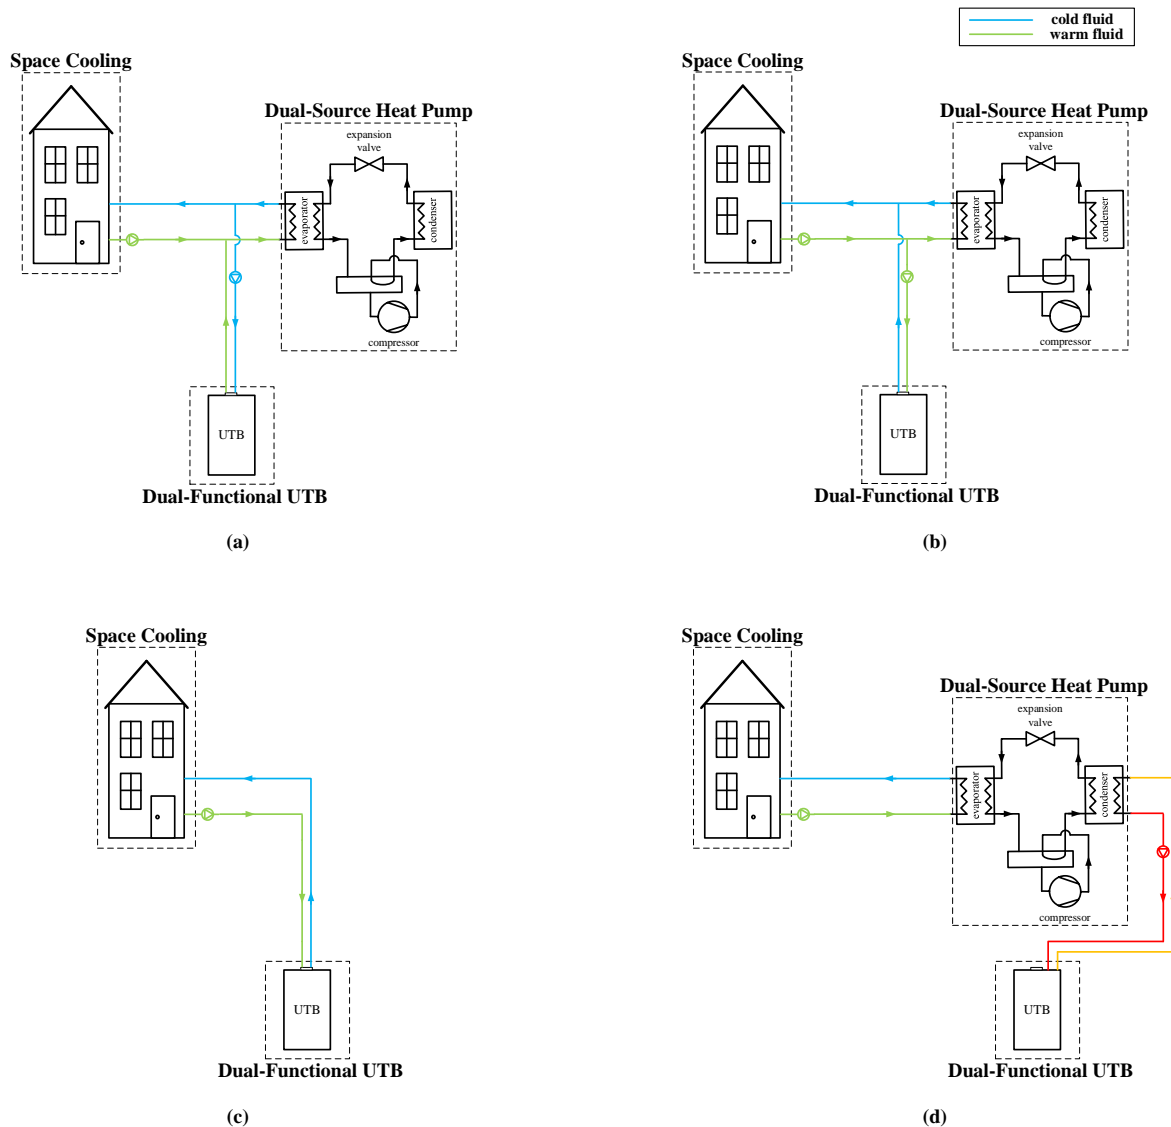 cold fluid
warm fluid
Space Cooling
Dual-Source Heat Pump
expansion
valve
evaporator
condenser
compressor
UTB
Dual-Functional UTB
(a)
Space Cooling
Dual-Source Heat Pump
expansion
valve
evaporator
condenser
compressor
UTB
Dual-Functional UTB
(b)
Space Cooling
UTB
Dual-Functional UTB
(c)
Space Cooling
Dual-Source Heat Pump
expansion
valve
evaporator
condenser
compressor
UTB
Dual-Functional UTB
(d)